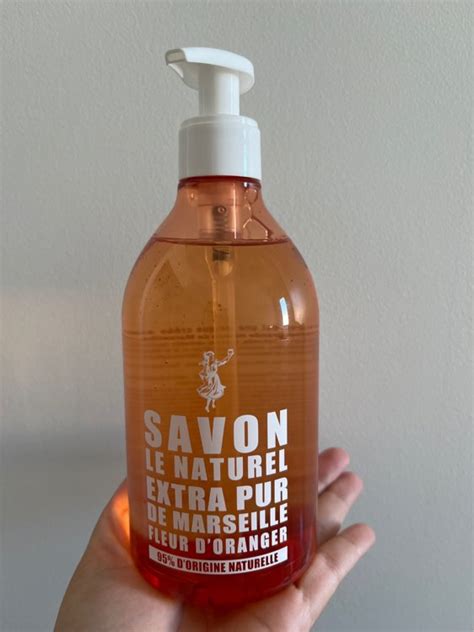 SAVON
LE NATUREL
EXTRA PUR
DE MARSEILLE
FLEUR D'ORANGER
95% D'ORIGINE NATURELLE